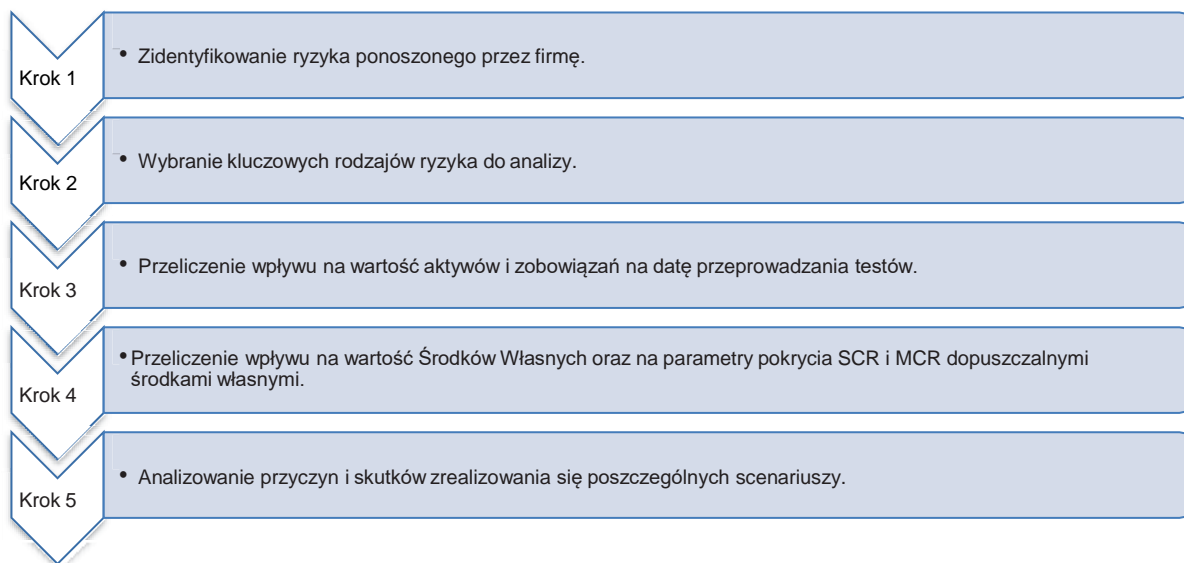 Krok 1
• Zidentyfikowanie ryzyka ponoszonego przez firmę.
Krok 2
• Wybranie kluczowych rodzajów ryzyka do analizy.
Krok 3
• Przeliczenie wpływu na wartość aktywów i zobowiązań na datę przeprowadzania testów.
Krok 4
• Przeliczenie wpływu na wartość Środków Własnych oraz na parametry pokrycia SCR i MCR dopuszczalnymi
środkami własnymi.
Krok 5
• Analizowanie przyczyn i skutków zrealizowania się poszczególnych scenariuszy.